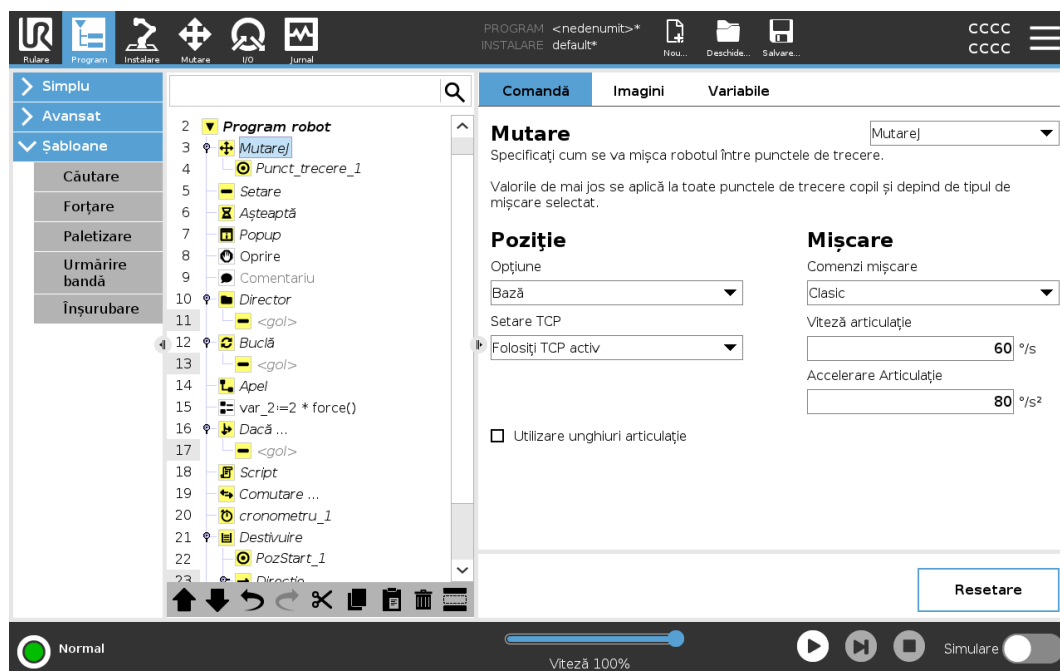 PROGRAM <nedenumit>*
INSTALARE default*
UR
Rulare
Program
Instalare
Mutare
I/O
Jurnal
Nou...
Deschide...
Salvare...
CCCC
CCCC
Simplu
Avansat
Șabloane
Căutare
Forțare
Paletizare
Urmărire
bandă
Înșurubare
2 Program robot
3 MutareJ
4 Punct_trecere_1
5 Setare
6 Așteaptă
7 Popup
8 Oprire
9 Comentariu
10 Director
11 <gol>
12 Buclă
13 <gol>
14 Apel
15 var_2:=2 * force()
16 Dacă ...
17 <gol>
18 Script
19 Comutare ...
20 cronometru_1
21 Destivuire
22 PozStart_1
23 Direcție
Comandă
Imagini
Variabile
Mutare
MutareJ
Specificați cum se va mișca robotul între punctele de trecere.
Valorile de mai jos se aplică la toate punctele de trecere copil și depind de tipul de
mișcare selectat.
Poziţie
Opțiune
Bază
Setare TCP
Folosiți TCP activ
Utilizare unghiuri articulație
Mișcare
Comenzi mișcare
Clasic
Viteză articulație
60 °/s
Accelerare Articulație
80 °/s²
Resetare
Normal
Viteză 100%
Simulare